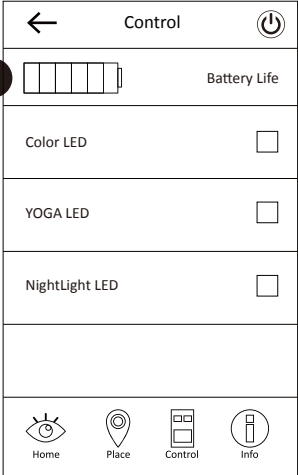 Control
Battery Life
Color LED
YOGA LED
NightLight LED
Home Place Control Info